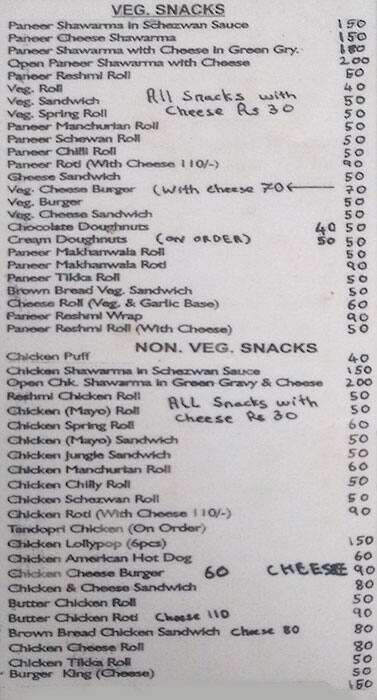 VEG. SNACKS
Paneer Shawarma in Schezwan Sauce 150
Paneer Cheese Shawarma 150
Paneer Shawarma with Cheese in Green Gry. 180
Open Paneer Shawarma with Cheese 200
Paneer Reshmi Roll 50
Veg. Roll 40
Veg. Sandwich All Snacks with 50
Veg. Spring Roll Cheese Rs 30 50
Paneer Manchurian Roll 50
Paneer Schewan Roll 50
Paneer Chilli Roll 50
Paneer Roti (With Cheese 110/-) 90
Cheese Sandwich 50
Veg. Cheese Burger (with cheese 70 ← 70
Veg. Burger 50
Veg. Cheese Sandwich 50
Chocolate Doughnuts 40 50
Cream Doughnuts (ON ORDER) 50 50
Paneer Makhanwala Roll 50
Paneer Makhanwala Roti 90
Paneer Tikka Roll 50
Brown Bread Veg. Sandwich 50
Cheese Roll (Veg. & Garlic Base) 60
Paneer Reshmi Wrap 90
Paneer Reshmi Roll (With Cheese) 50
NON. VEG. SNACKS
Chicken Puff 40
Chicken Shawarma in Schezwan Sauce 150
Open Chk. Shawarma in Green Gravy & Cheese 200
Reshmi Chicken Roll 50
Chicken (Mayo) Roll ALL Snacks with 50
Chicken Spring Roll Cheese Rs 30 60
Chicken (Mayo) Sandwich 50
Chicken Jungle Sandwich 50
Chicken Manchurian Roll 60
Chicken Chilly Roll 50
Chicken Schezwan Roll 50
Chicken Roti (With Cheese 110/-) 90
Tandopri Chicken (On Order)
Chicken Lollypop (6pcs) 150
Chicken American Hot Dog 60
Chicken Cheese Burger 60 CHEESE 90
Chicken & Cheese Sandwich 80
Butter Chicken Roll 50
Butter Chicken Roti Cheese 110 90
Brown Bread Chicken Sandwich Cheese 80 80
Chicken Cheese Roll 80
Chicken Tikka Roll 50
Burger King (Cheese) 50
150